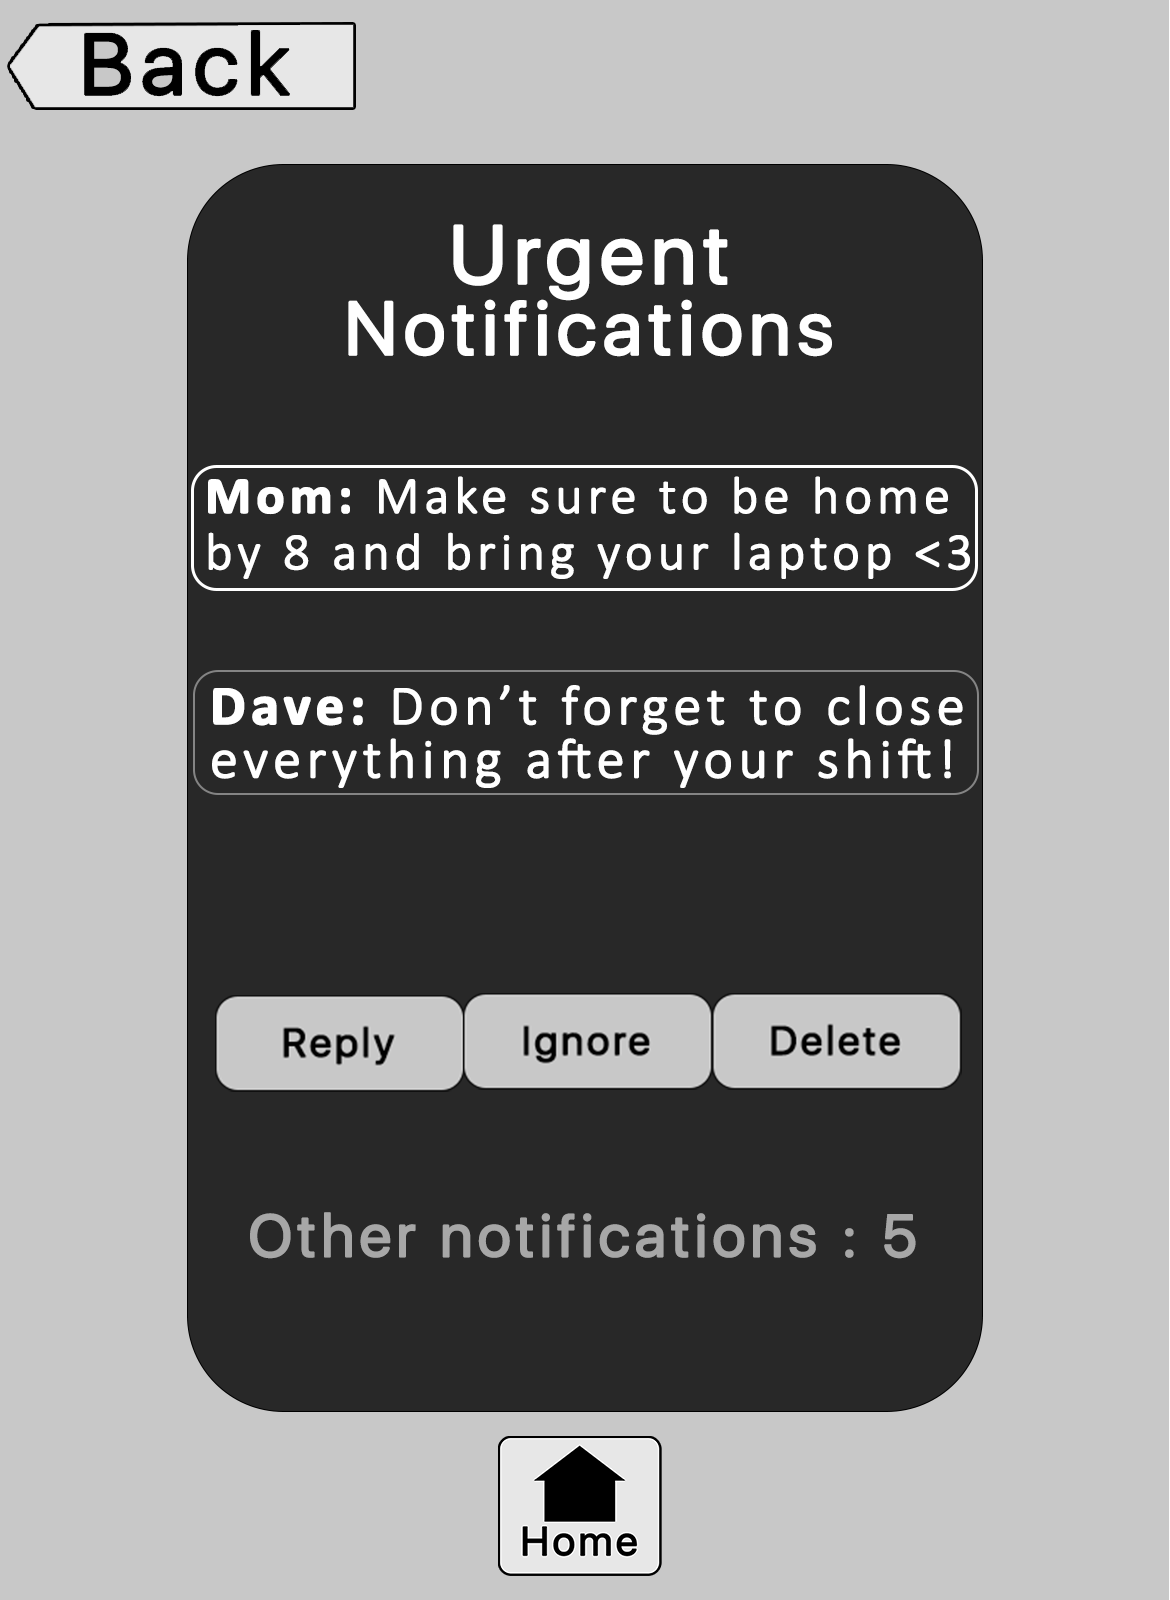 Back
Urgent
Notifications
Mom: Make sure to be home
by 8 and bring your laptop <3
Dave: Don’t forget to close
everything after your shift!
Reply Ignore Delete
Other notifications : 5
Home